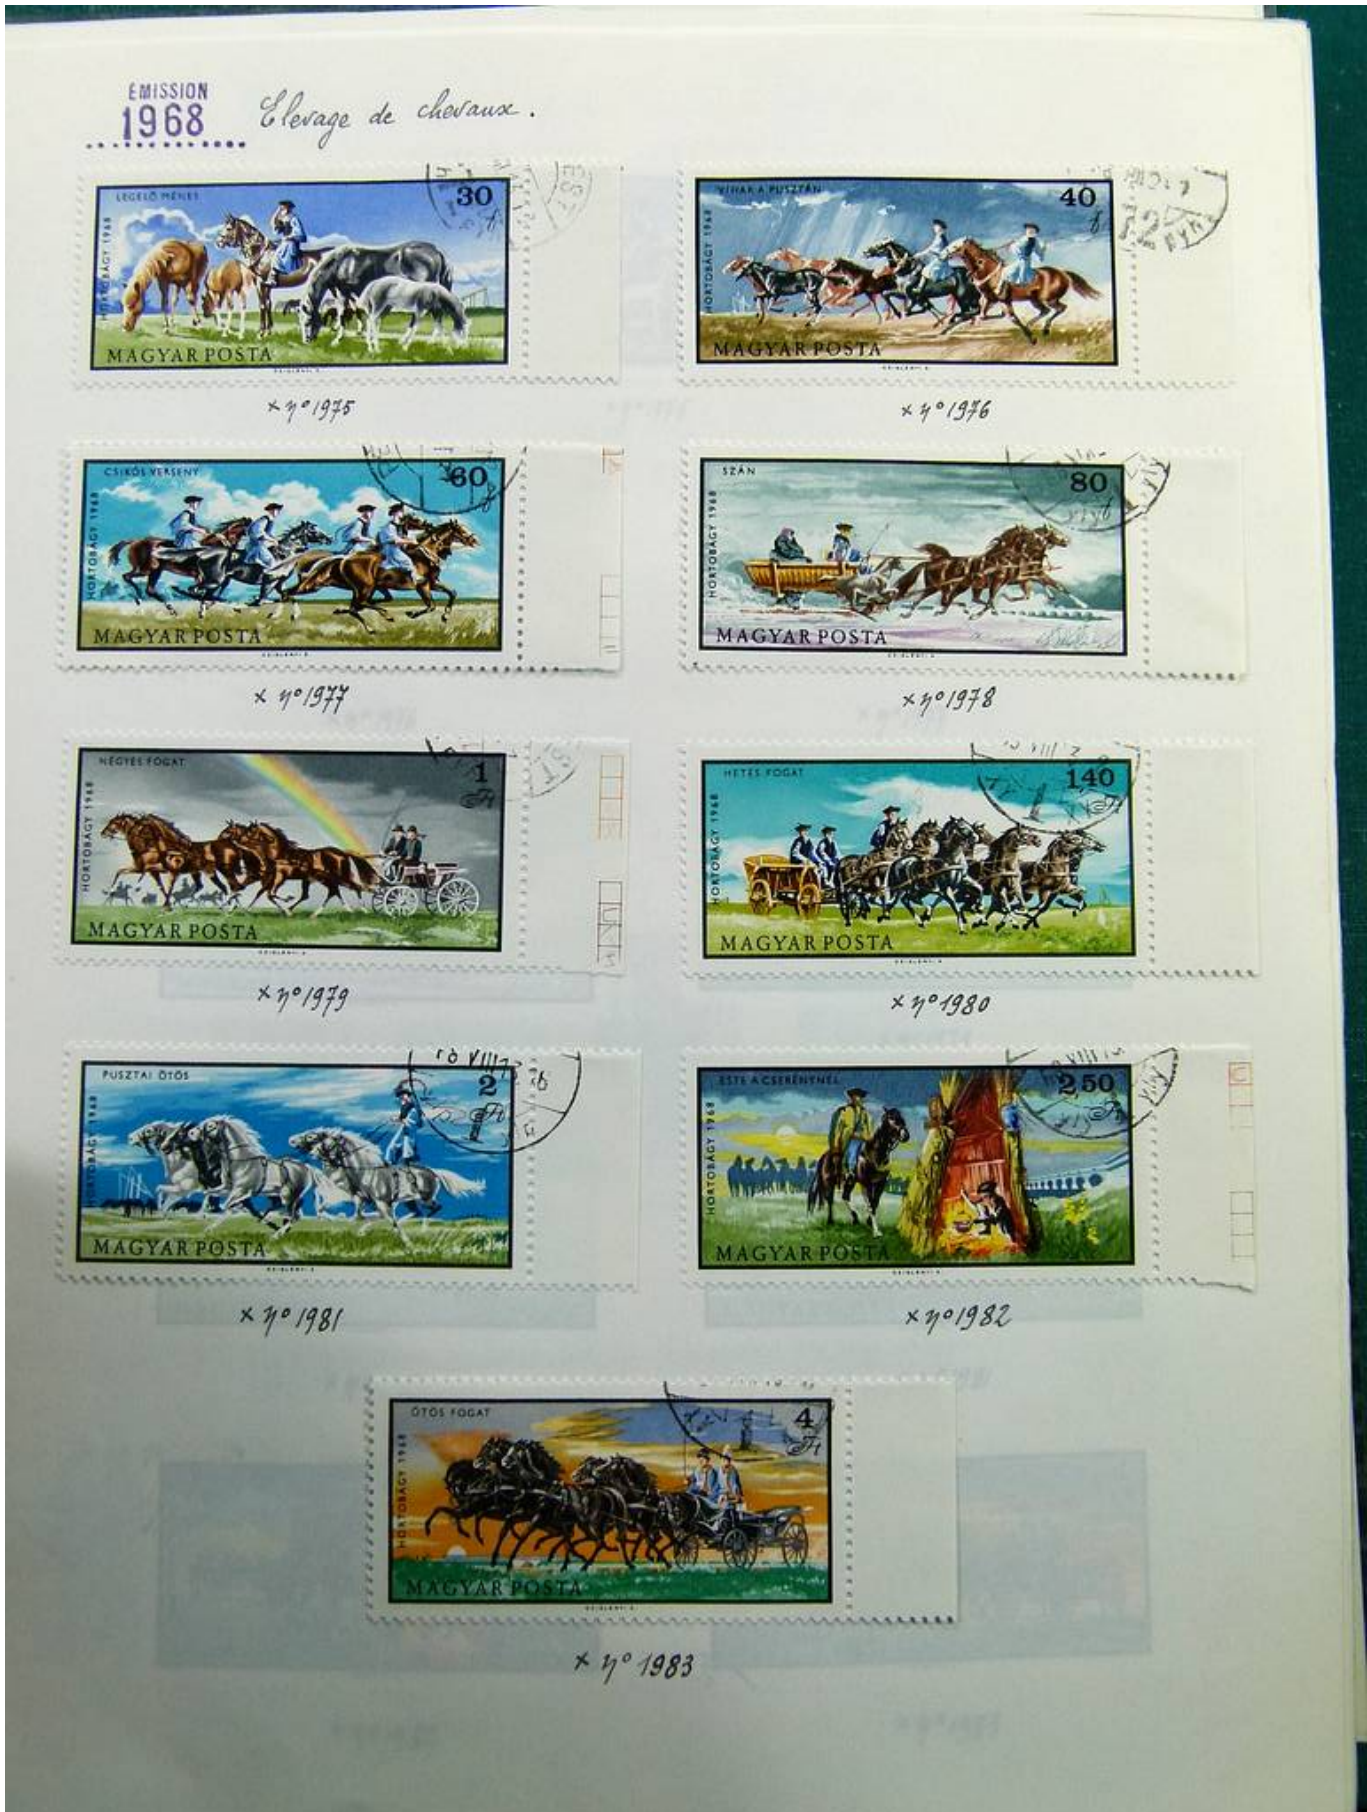 ÉMISSION
1968 Elevage de chevaux.
LEGELŐ MÉNES
30
HORTOBÁGY 1968
MAGYAR POSTA
VIHAR A PUSZTÁN
40
HORTOBÁGY 1968
MAGYAR POSTA
x n° 1975
x n° 1976
CSIKÓS VERSENY
60
HORTOBÁGY 1968
MAGYAR POSTA
SZÁN
80
HORTOBÁGY 1968
MAGYAR POSTA
x n° 1977
x n° 1978
NÉGYES FOGAT
1
Ft
HORTOBÁGY 1968
MAGYAR POSTA
HETES FOGAT
140
Ft
HORTOBÁGY 1968
MAGYAR POSTA
x n° 1979
x n° 1980
PUSZTAI ÖTÖS
2
Ft
HORTOBÁGY 1968
MAGYAR POSTA
ESTE A CSERÉNYNÉL
2 50
Ft
HORTOBÁGY 1968
MAGYAR POSTA
x n° 1981
x n° 1982
ÖTÖS FOGAT
4
Ft
HORTOBÁGY 1968
MAGYAR POSTA
x n° 1983